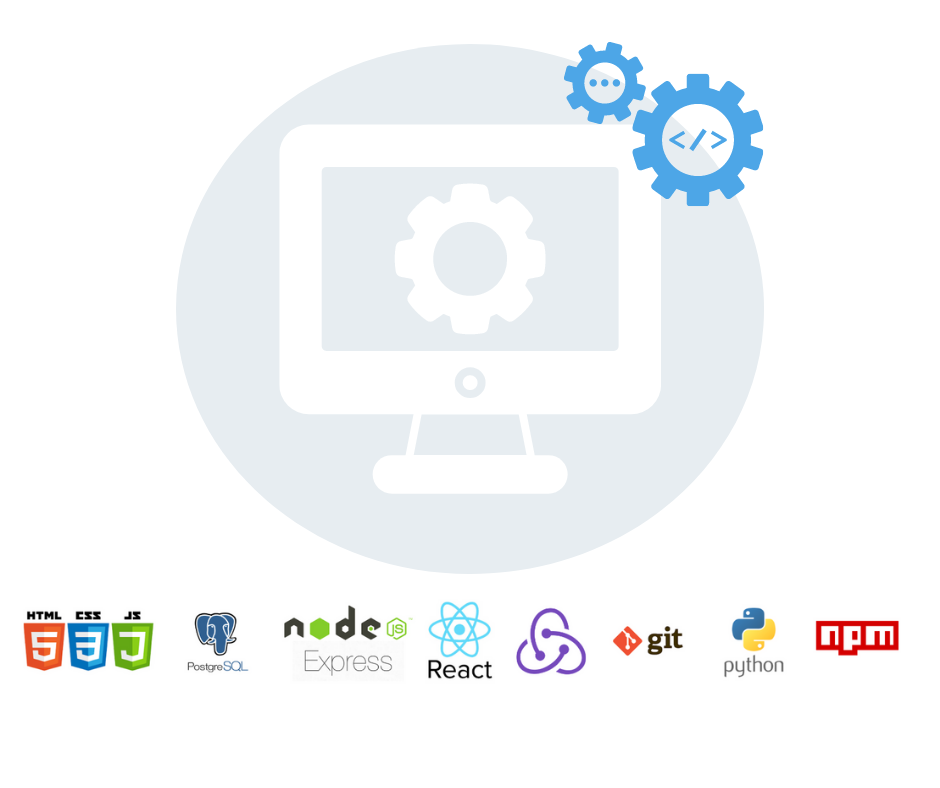 </>
HTML CSS JS
5 3 J
PostgreSQL
node JS
Express
React
git
python
npm